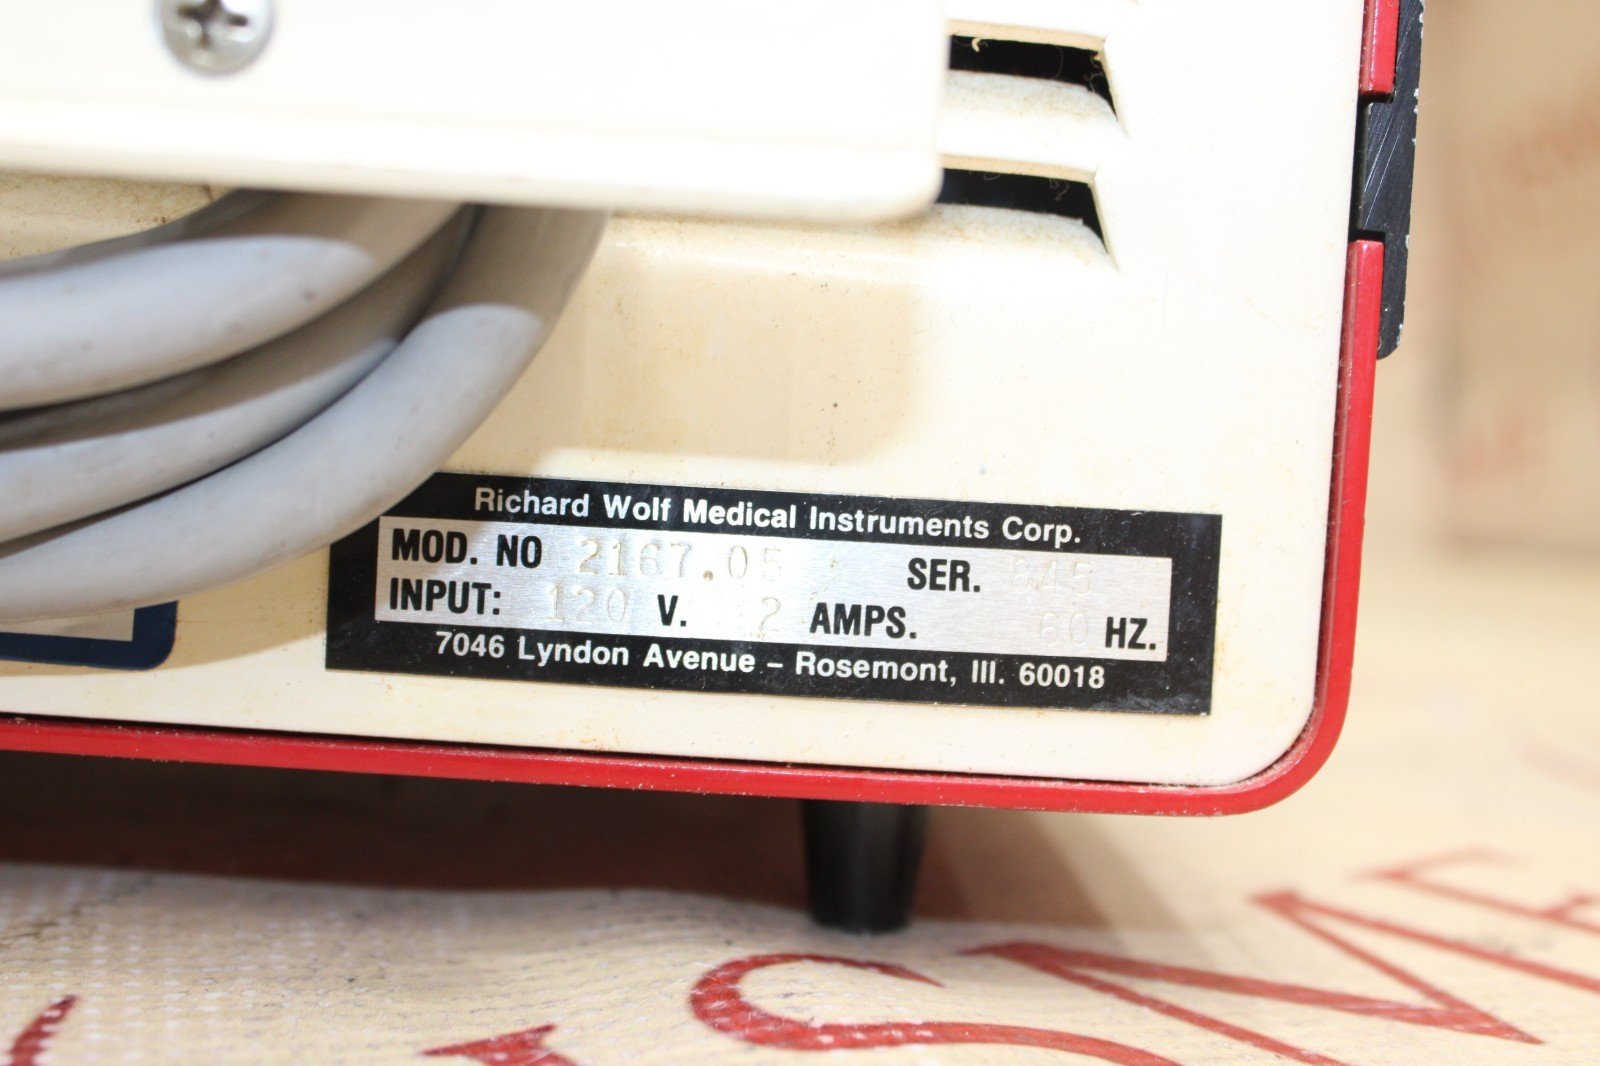 Richard Wolf Medical Instruments Corp.
MOD. NO 2167.05 SER. 845
INPUT: 120 V. 2 AMPS. 60 HZ.
7046 Lyndon Avenue – Rosemont, Ill. 60018